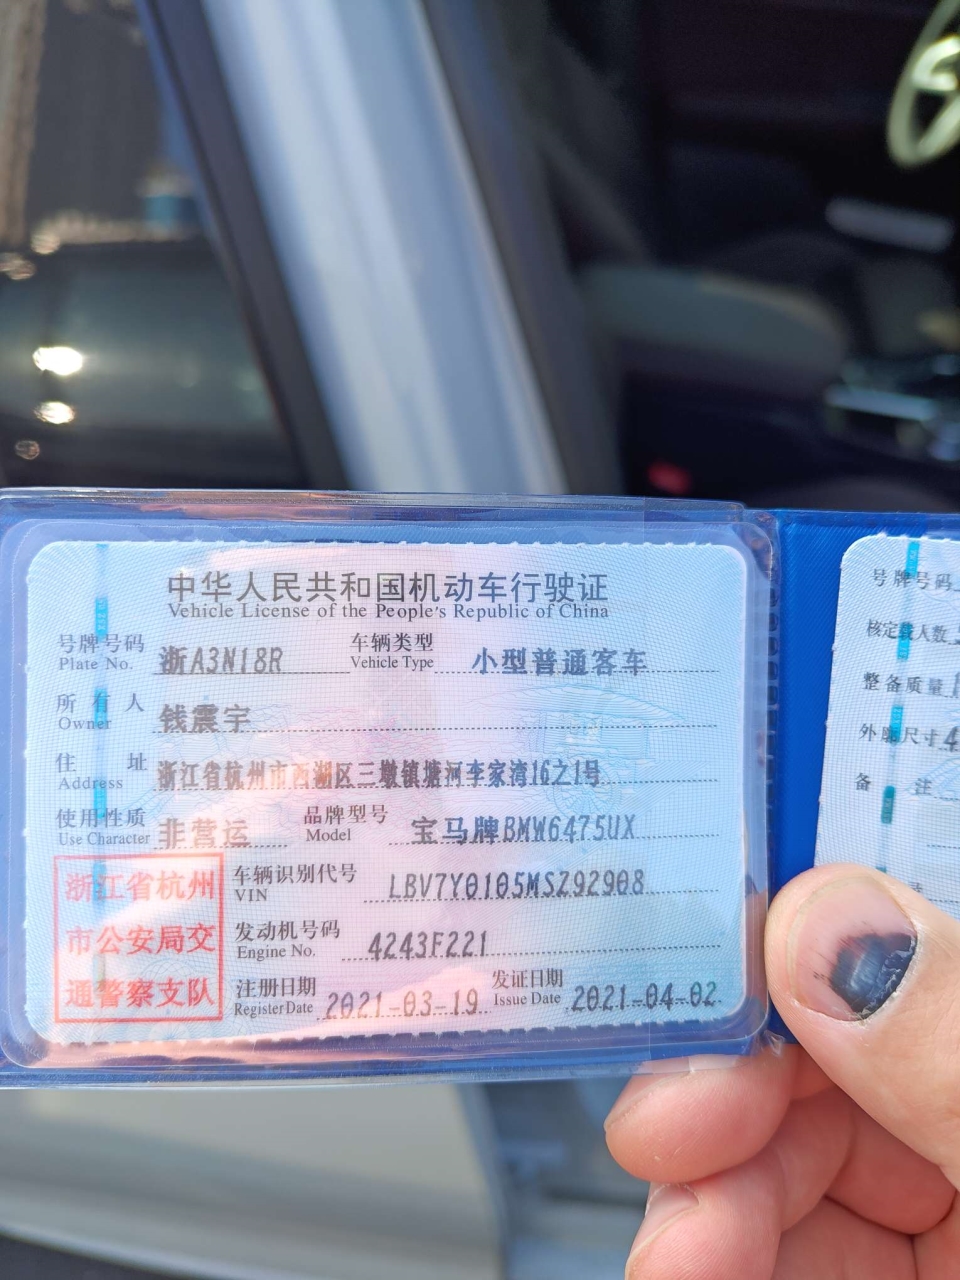 中华人民共和国机动车行驶证
Vehicle License of the People's Republic of China
号牌号码 浙A3N18R 车辆类型 小型普通客车
Plate No. Vehicle Type
所有人 钱震宇
Owner
住址 浙江省杭州市西湖区三墩镇塘河李家湾16之1号
Address
使用性质 非营运 品牌型号 宝马牌BMW6475UX
Use Character Model
浙江省杭州
市公安局交
通警察支队
车辆识别代号 LBV7Y0105MSZ92908
VIN
发动机号码 4243F221
Engine No.
注册日期 2021-03-19 发证日期 2021-04-02
Register Date Issue Date
号牌号码
核定载人数
整备质量
外廓尺寸 4
备注
号